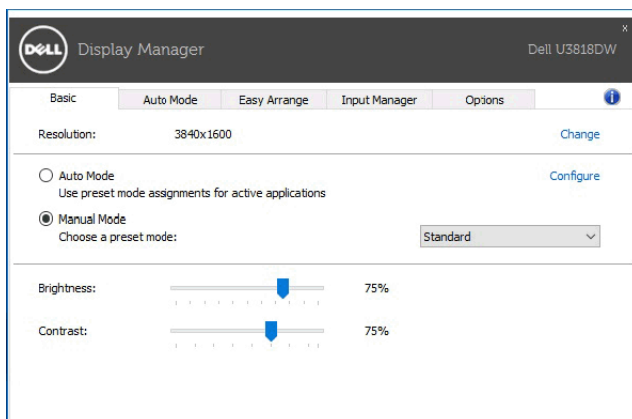 x
DELL Display Manager Dell U3818DW
Basic Auto Mode Easy Arrange Input Manager Options i
Resolution: 3840x1600 Change
Auto Mode Configure
Use preset mode assignments for active applications
Manual Mode
Choose a preset mode: Standard
Brightness: 75%
Contrast: 75%